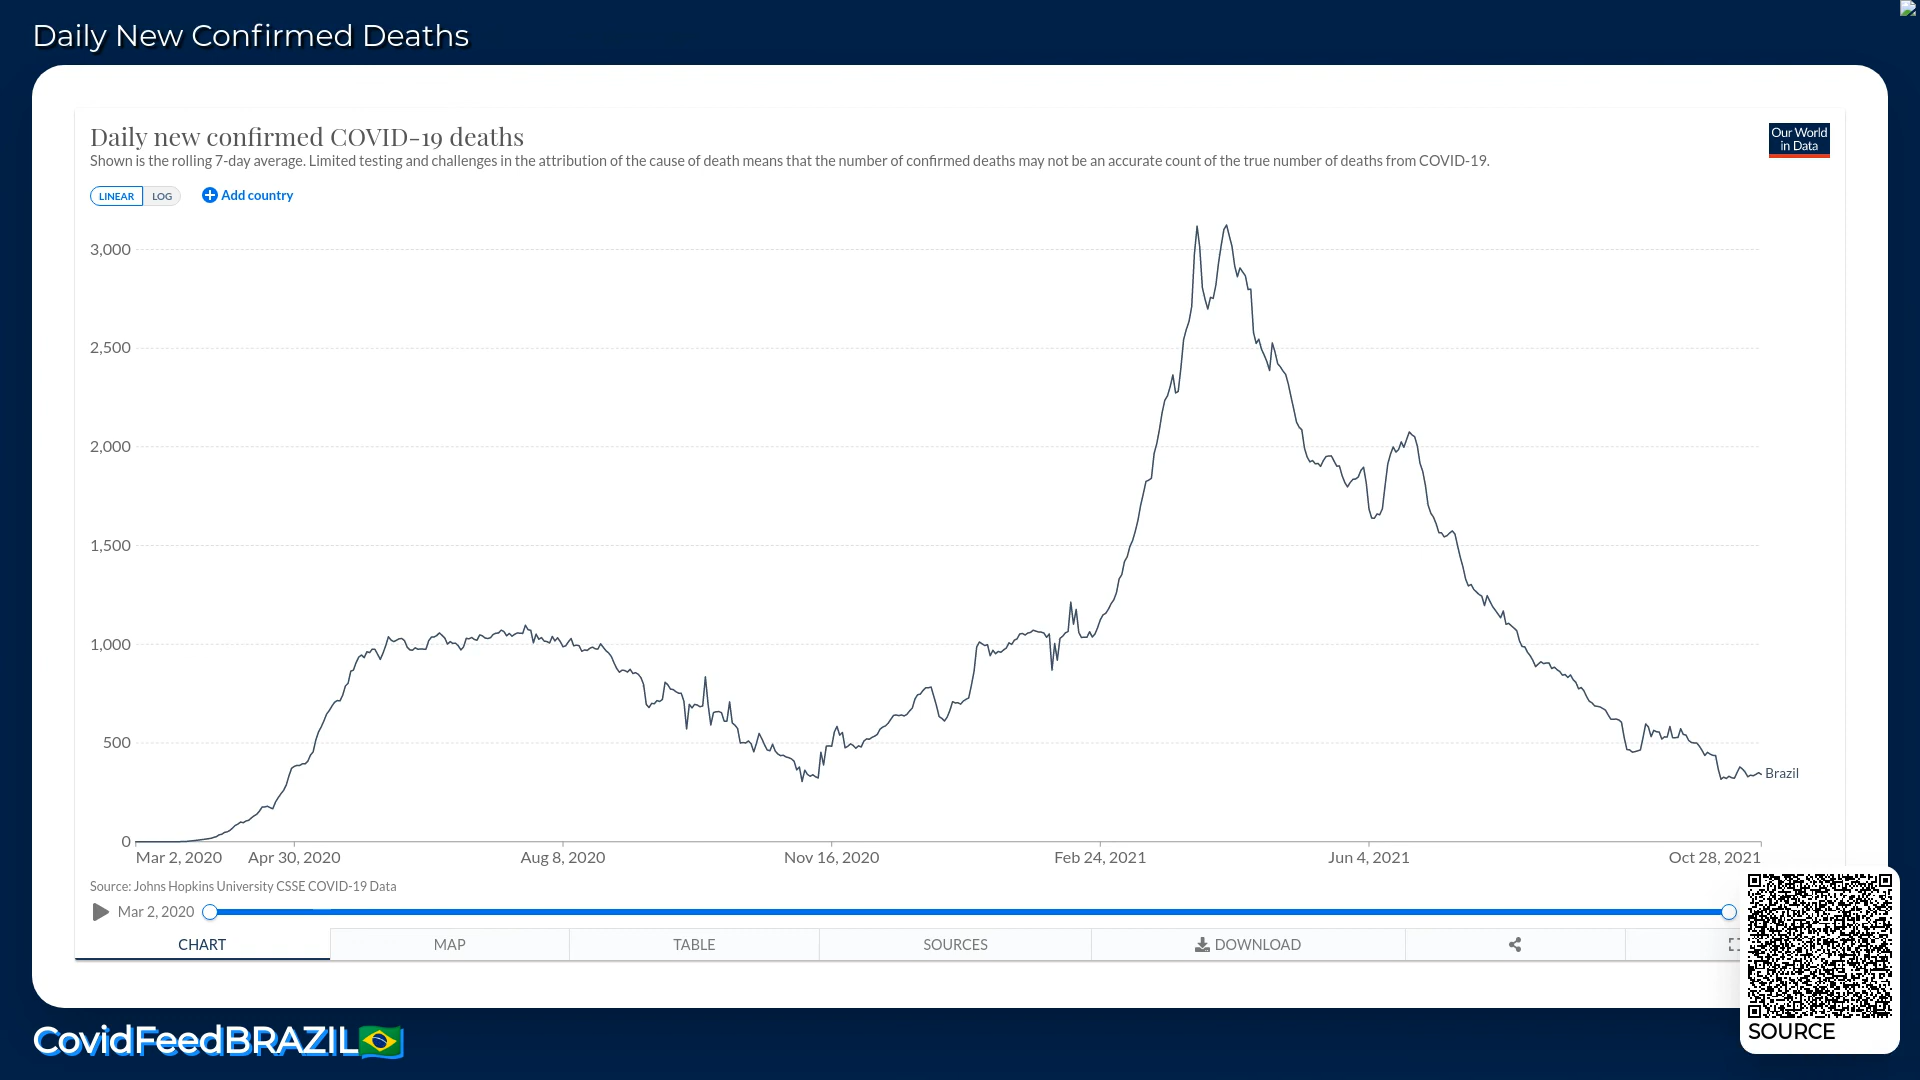 Daily New Confirmed Deaths
Daily new confirmed COVID-19 deaths
Shown is the rolling 7-day average. Limited testing and challenges in the attribution of the cause of death means that the number of confirmed deaths may not be an accurate count of the true number of deaths from COVID-19.
Our World
in Data
LINEAR LOG Add country
3,000
2,500
2,000
1,500
1,000
500
0
Brazil
Mar 2, 2020 Apr 30, 2020 Aug 8, 2020 Nov 16, 2020 Feb 24, 2021 Jun 4, 2021 Oct 28, 2021
Source: Johns Hopkins University CSSE COVID-19 Data
Mar 2, 2020
CHART MAP TABLE SOURCES DOWNLOAD
SOURCE
CovidFeedBRAZIL